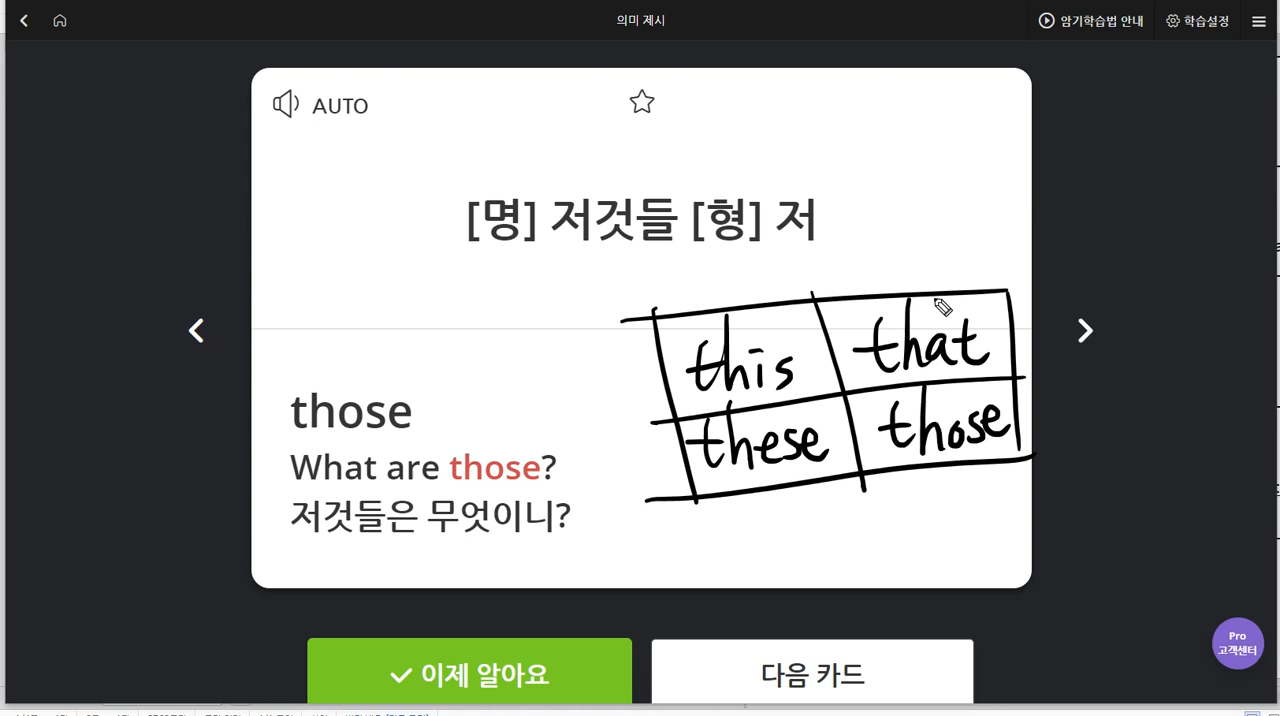 의미 제시
암기학습법 안내
학습설정
AUTO
[명] 저것들 [형] 저
this that
these those
those
What are those?
저것들은 무엇이니?
Pro
고객센터
이제 알아요
다음 카드